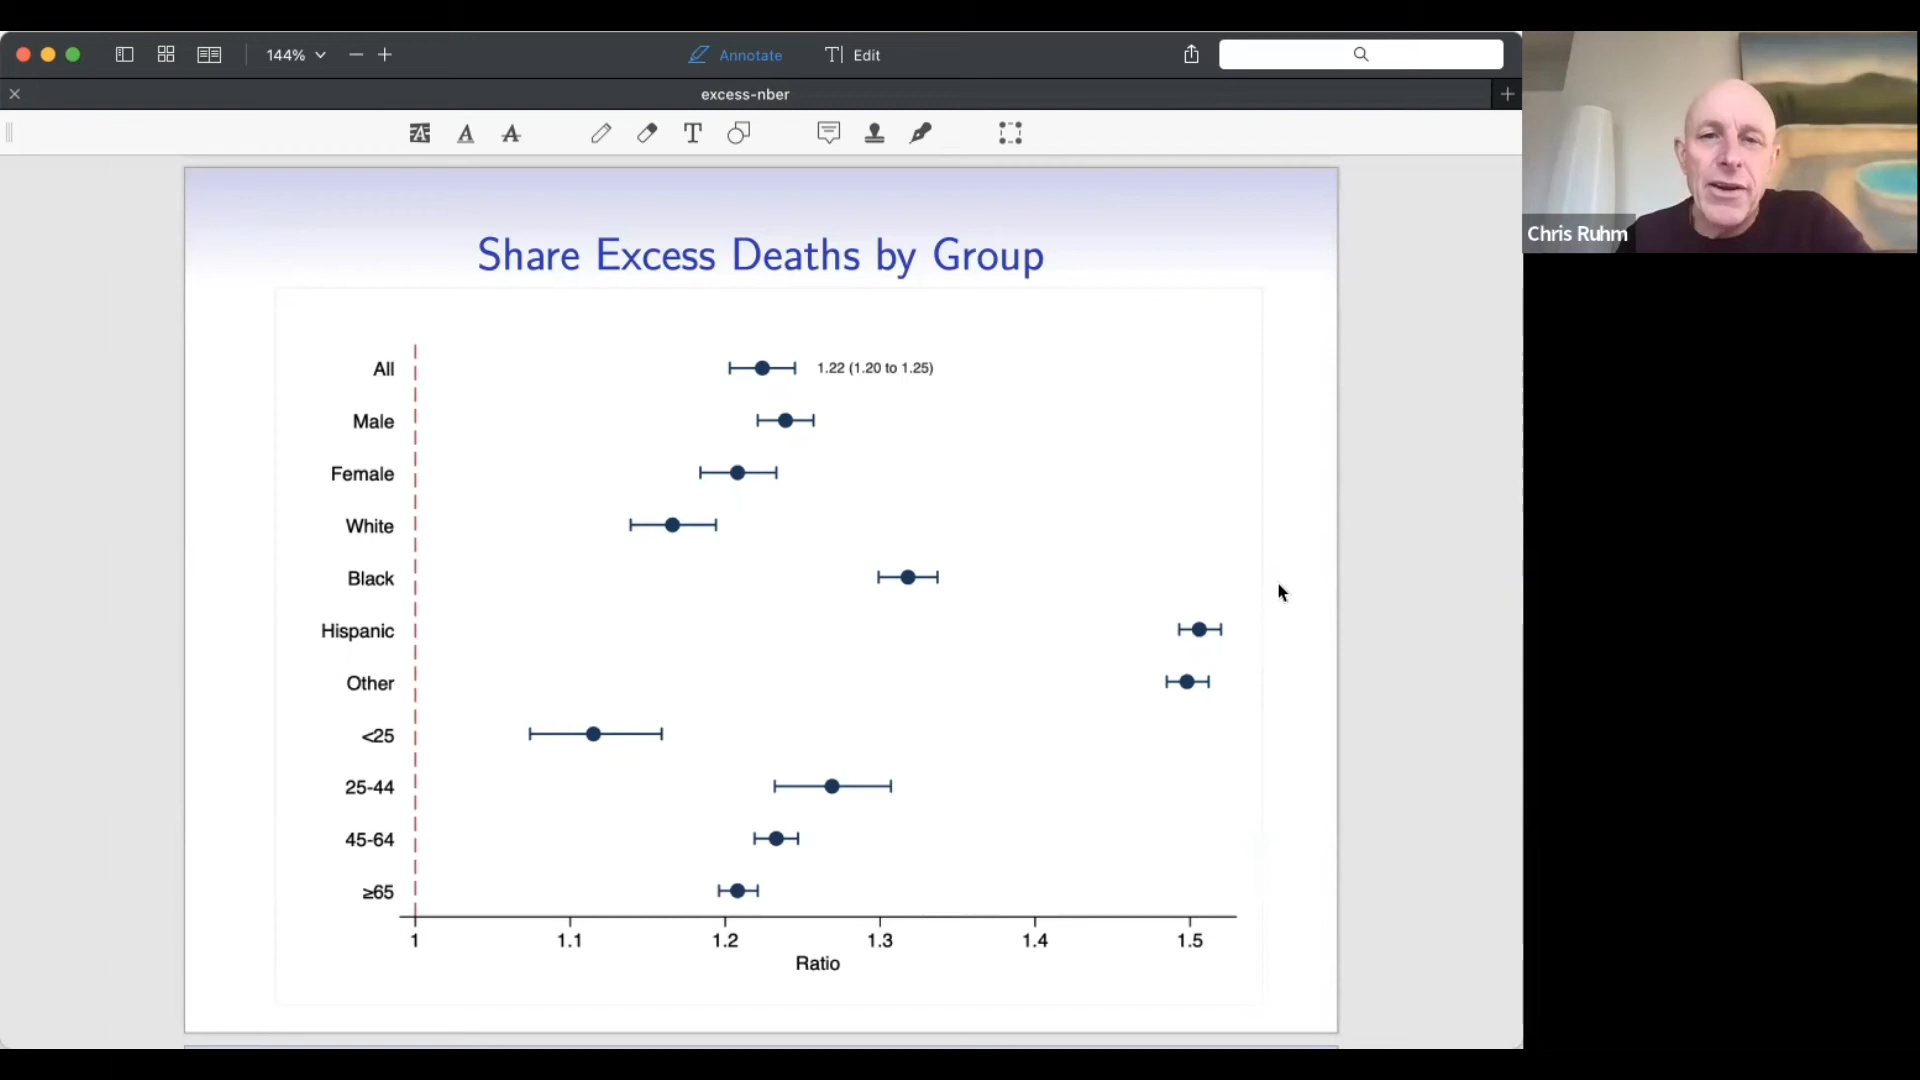 144%
Annotate
T Edit
excess-nber
Share Excess Deaths by Group
All
1.22 (1.20 to 1.25)
Male
Female
White
Black
Hispanic
Other
<25
25-44
45-64
≥65
1 1.1 1.2 1.3 1.4 1.5
Ratio
Chris Ruhm